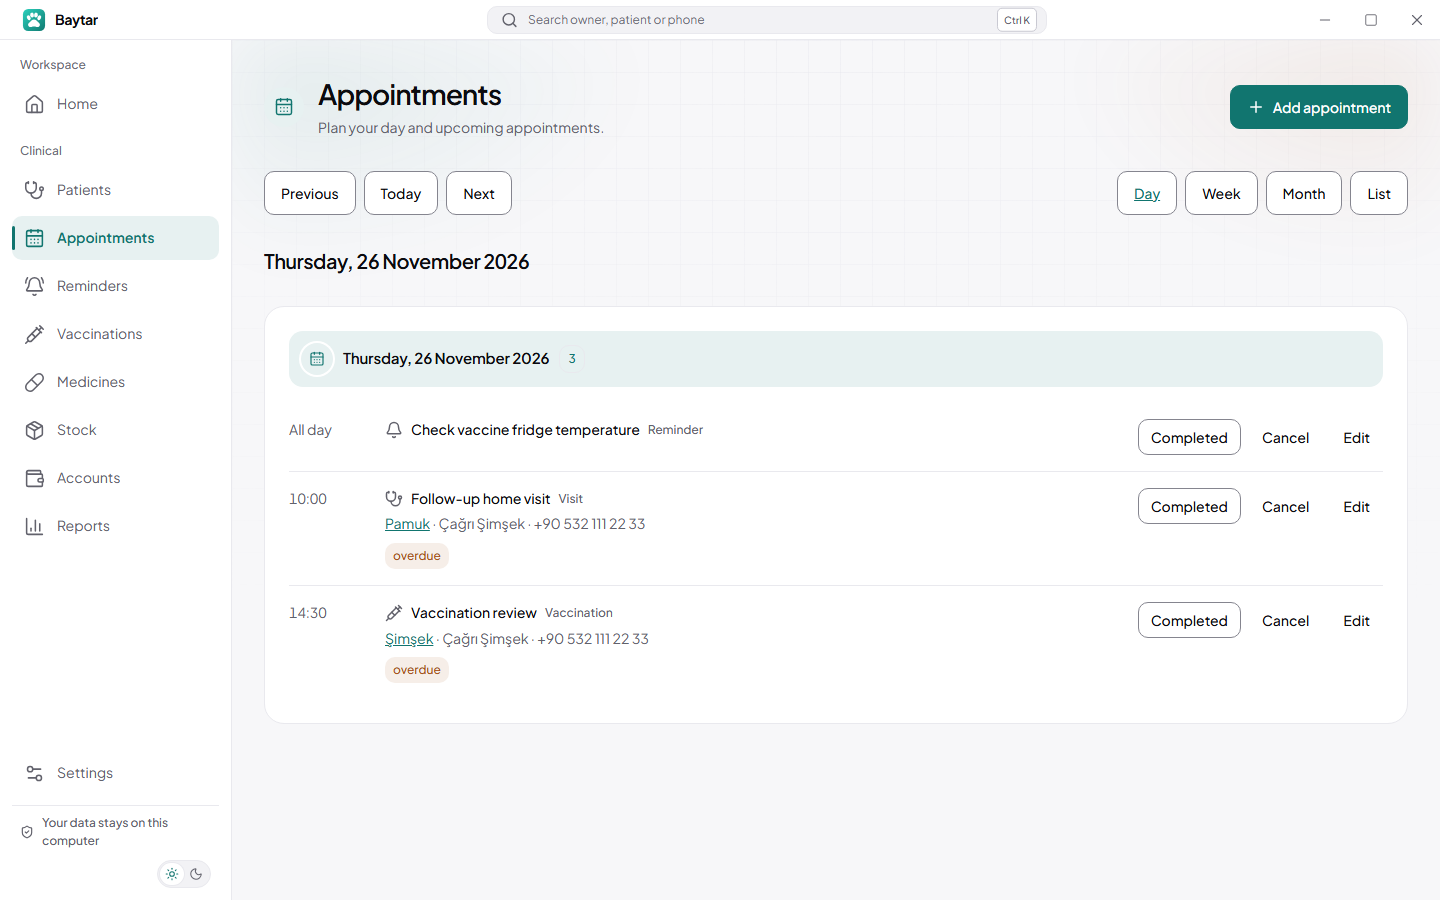 Baytar
Search owner, patient or phone
Ctrl K
Workspace
Home
Clinical
Patients
Appointments
Reminders
Vaccinations
Medicines
Stock
Accounts
Reports
Settings
Your data stays on this
computer
Appointments
Plan your day and upcoming appointments.
Add appointment
Previous
Today
Next
Day
Week
Month
List
Thursday, 26 November 2026
Thursday, 26 November 2026 3
All day
Check vaccine fridge temperature Reminder
Completed
Cancel
Edit
10:00
Follow-up home visit Visit
Pamuk · Çağrı Şimşek · +90 532 111 22 33
overdue
Completed
Cancel
Edit
14:30
Vaccination review Vaccination
Şimşek · Çağrı Şimşek · +90 532 111 22 33
overdue
Completed
Cancel
Edit